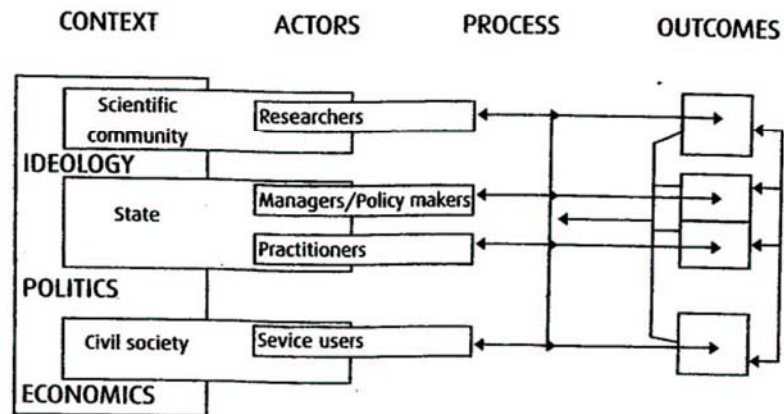 CONTEXT ACTORS PROCESS OUTCOMES
Scientific
community
Researchers
IDEOLOGY
State
Managers/Policy makers
Practitioners
POLITICS
Civil society
Sevice users
ECONOMICS